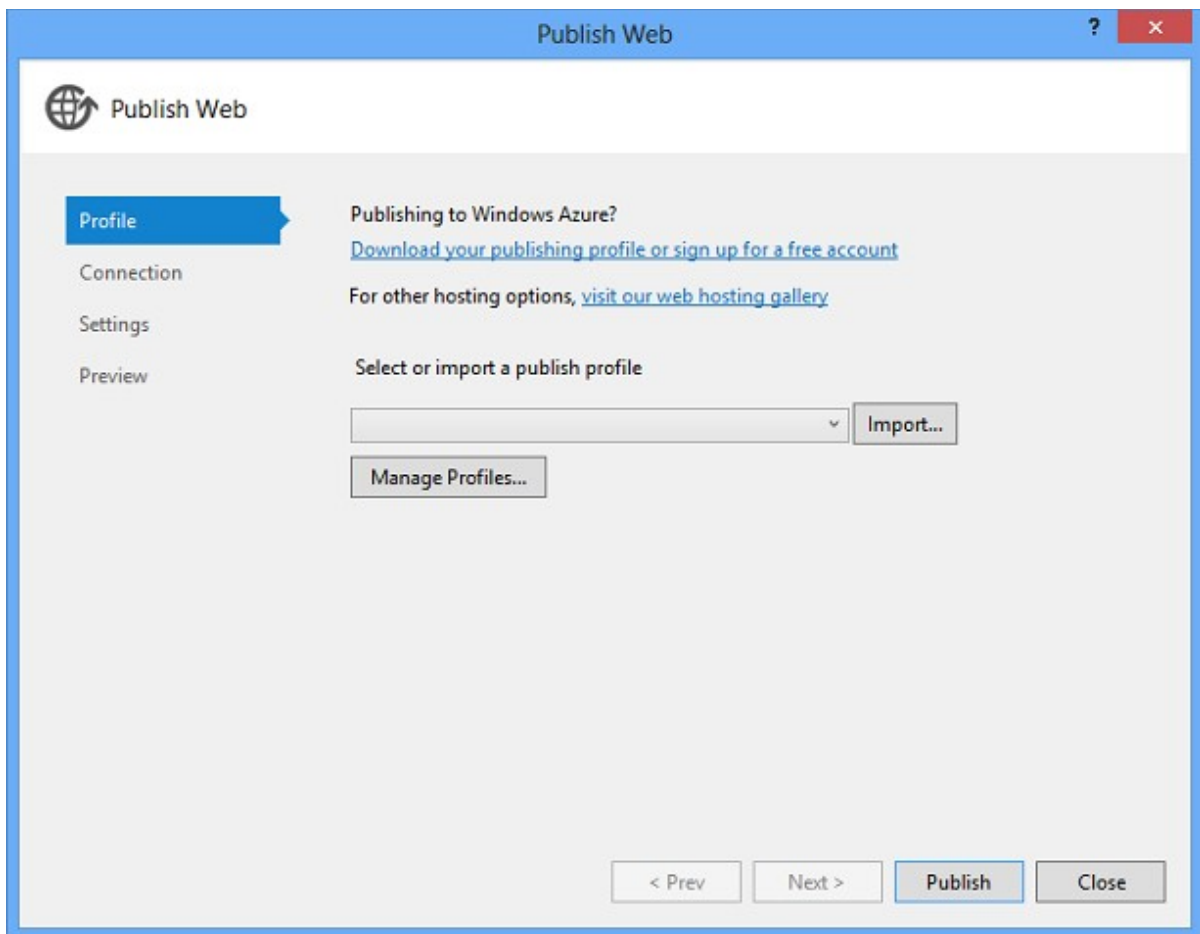 Publish Web
?
Publish Web
Profile
Connection
Settings
Preview
Publishing to Windows Azure?
Download your publishing profile or sign up for a free account
For other hosting options, visit our web hosting gallery
Select or import a publish profile
Import...
Manage Profiles...
< Prev
Next >
Publish
Close